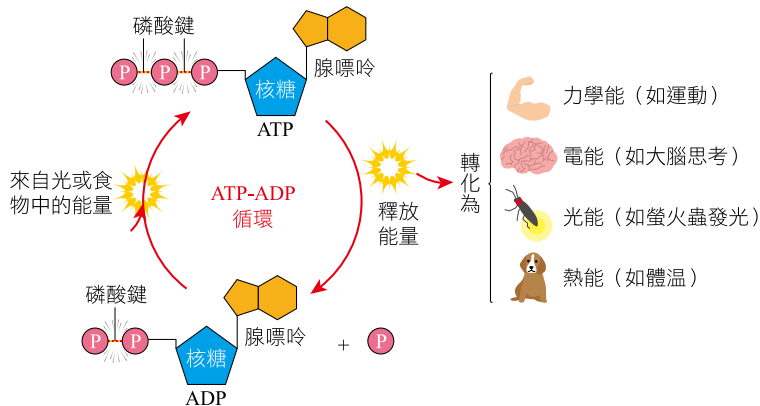 磷酸鍵
P P P
核糖
腺嘌呤
ATP
來自光或食
物中的能量
ATP-ADP
循環
釋放
能量
轉化為
力學能（如運動）
電能（如大腦思考）
光能（如螢火蟲發光）
熱能（如體温）
磷酸鍵
P P
核糖
腺嘌呤
+ P
ADP